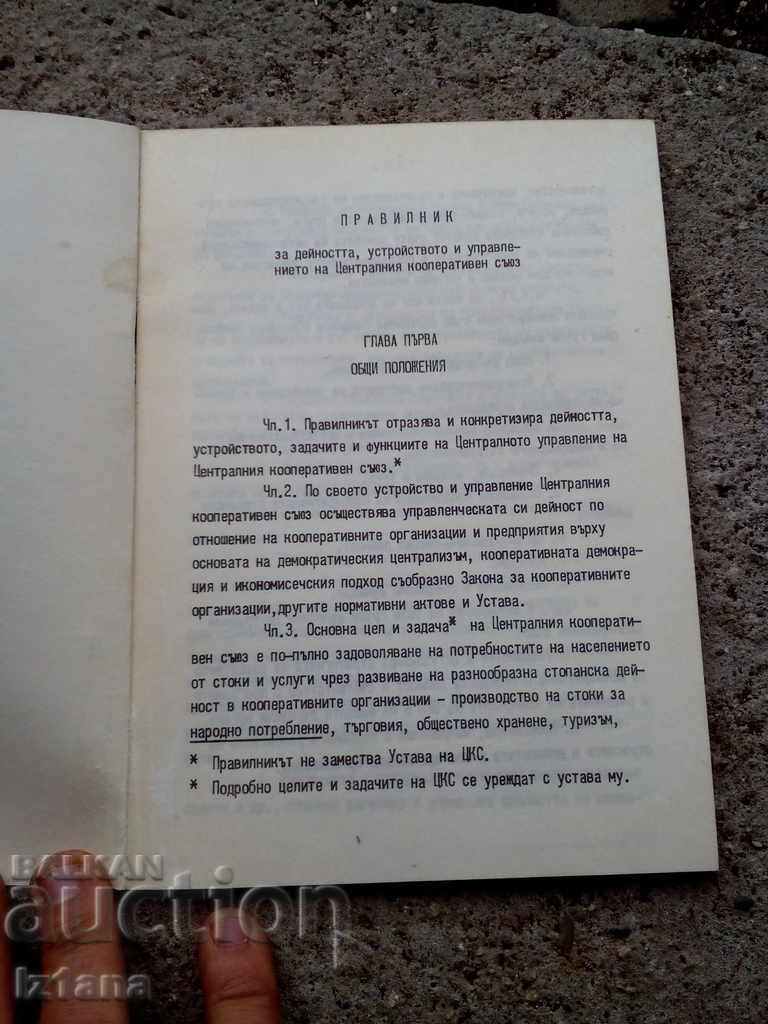 ПРАВИЛНИК
за дейността, устройството и управле-
нието на Централния кооперативен съюз
ГЛАВА ПЪРВА
ОБЩИ ПОЛОЖЕНИЯ
Чл.1. Правилникът отразява и конкретизира дейността,
устройството, задачите и функциите на Централното управление на
Централния кооперативен съюз.*
Чл.2. По своето устройство и управление Централния
кооперативен съюз осъществява управленческата си дейност по
отношение на кооперативните организации и предприятия върху
основата на демократическия централизъм, кооперативната демокра-
ция и икономисечския подход съобразно Закона за кооперативните
организации,другите нормативни актове и Устава.
Чл.3. Основна цел и задача* на Централния кооперати-
вен съюз е по-пълно задоволяване на потребностите на населението
от стоки и услуги чрез развиване на разнообразна стопанска дей-
ност в кооперативните организации - производство на стоки за
народно потребление, търговия, обществено хранене, туризъм,
* Правилникът не замества Устава на ЦКС.
* Подробно целите и задачите на ЦКС се уреждат с устава му.
BALKAN
auction
Iztana